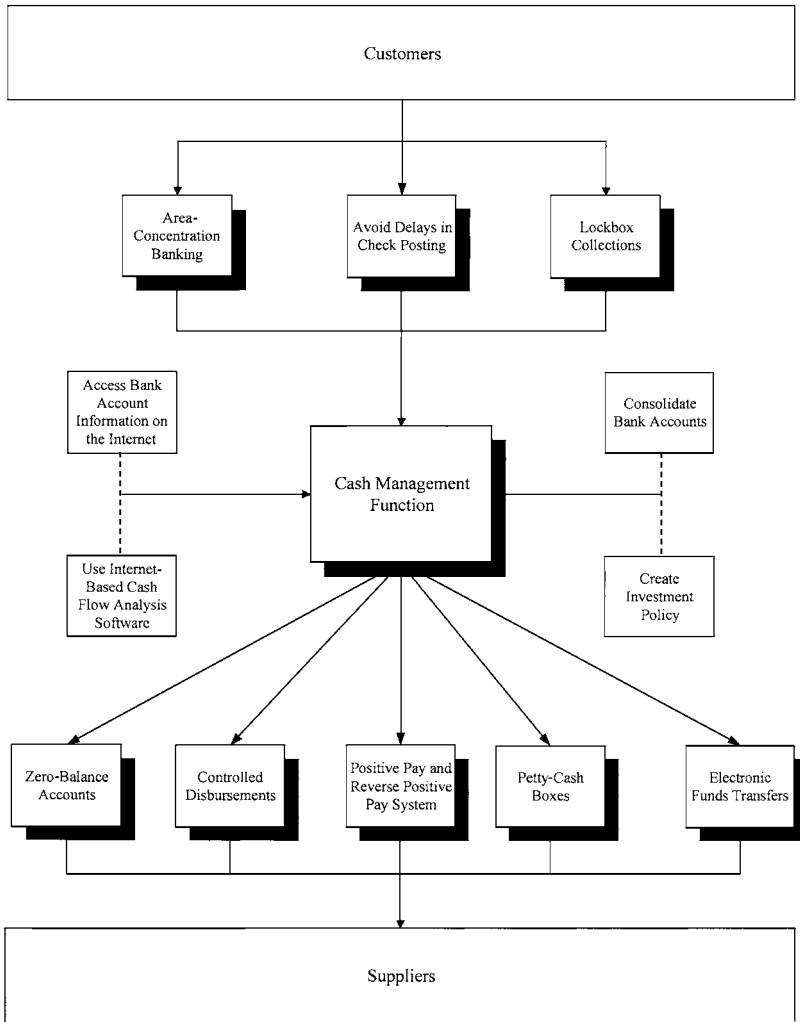 Customers
Area-
Concentration
Banking
Avoid Delays in
Check Posting
Lockbox
Collections
Access Bank
Account
Information on
the Internet
Consolidate
Bank Accounts
Cash Management
Function
Use Internet-
Based Cash
Flow Analysis
Software
Create
Investment
Policy
Zero-Balance
Accounts
Controlled
Disbursements
Positive Pay and
Reverse Positive
Pay System
Petty-Cash
Boxes
Electronic
Funds Transfers
Suppliers